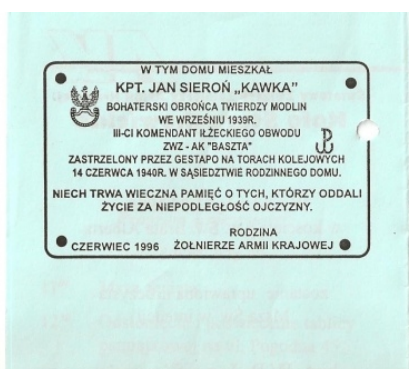 W TYM DOMU MIESZKAŁ
KPT. JAN SIEROŃ „KAWKA”
BOHATERSKI OBROŃCA TWIERDZY MODLIN
WE WRZEŚNIU 1939R.
III-CI KOMENDANT IŁŻECKIEGO OBWODU
ZWZ - AK "BASZTA"
ZASTRZELONY PRZEZ GESTAPO NA TORACH KOLEJOWYCH
14 CZERWCA 1940R. W SĄSIEDZTWIE RODZINNEGO DOMU.
NIECH TRWA WIECZNA PAMIĘĆ O TYCH, KTÓRZY ODDALI
ŻYCIE ZA NIEPODLEGŁOŚĆ OJCZYZNY.
RODZINA
CZERWIEC 1996 ŻOŁNIERZE ARMII KRAJOWEJ